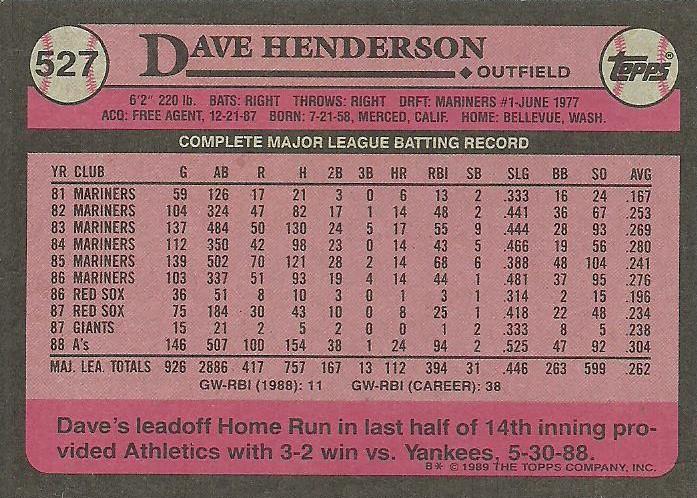 527
DAVE HENDERSON
OUTFIELD
TOPPS®
6'2" 220 lb. BATS: RIGHT THROWS: RIGHT DRFT: MARINERS #1-JUNE 1977
ACQ: FREE AGENT, 12-21-87 BORN: 7-21-58, MERCED, CALIF. HOME: BELLEVUE, WASH.
COMPLETE MAJOR LEAGUE BATTING RECORD
YR CLUB G AB R H 2B 3B HR RBI SB SLG BB SO AVG
81 MARINERS 59 126 17 21 3 0 6 13 2 .333 16 24 .167
82 MARINERS 104 324 47 82 17 1 14 48 2 .441 36 67 .253
83 MARINERS 137 484 50 130 24 5 17 55 9 .444 28 93 .269
84 MARINERS 112 350 42 98 23 0 14 43 5 .466 19 56 .280
85 MARINERS 139 502 70 121 28 2 14 68 6 .388 48 104 .241
86 MARINERS 103 337 51 93 19 4 14 44 1 .481 37 95 .276
86 RED SOX 36 51 8 10 3 0 1 3 1 .314 2 15 .196
87 RED SOX 75 184 30 43 10 0 8 25 1 .418 22 48 .234
87 GIANTS 15 21 2 5 2 0 0 1 2 .333 8 5 .238
88 A's 146 507 100 154 38 1 24 94 2 .525 47 92 .304
MAJ. LEA. TOTALS 926 2886 417 757 167 13 112 394 31 .446 263 599 .262
GW-RBI (1988): 11 GW-RBI (CAREER): 38
Dave's leadoff Home Run in last half of 14th inning pro-
vided Athletics with 3-2 win vs. Yankees, 5-30-88.
B* © 1989 THE TOPPS COMPANY, INC.